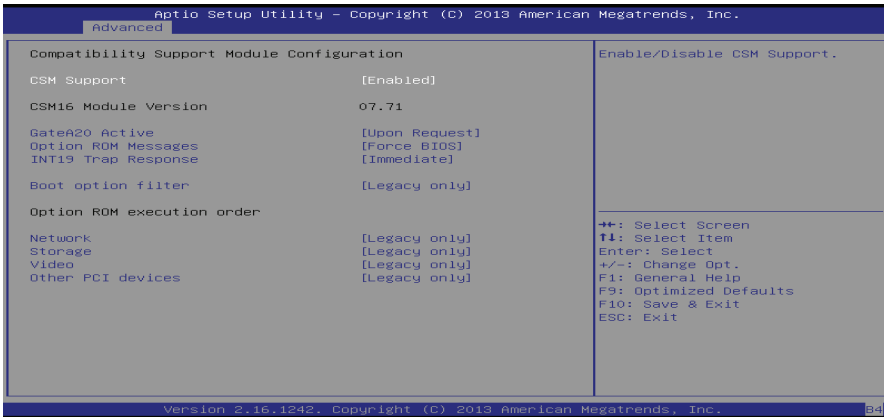 Aptio Setup Utility – Copyright (C) 2013 American Megatrends, Inc.
Advanced
Compatibility Support Module Configuration
CSM Support [Enabled]
CSM16 Module Version 07.71
GateA20 Active [Upon Request]
Option ROM Messages [Force BIOS]
INT19 Trap Response [Immediate]
Boot option filter [Legacy only]
Option ROM execution order
Network [Legacy only]
Storage [Legacy only]
Video [Legacy only]
Other PCI devices [Legacy only]
Enable/Disable CSM Support.
→←: Select Screen
↑↓: Select Item
Enter: Select
+/-: Change Opt.
F1: General Help
F9: Optimized Defaults
F10: Save & Exit
ESC: Exit
Version 2.16.1242. Copyright (C) 2013 American Megatrends, Inc.
B4